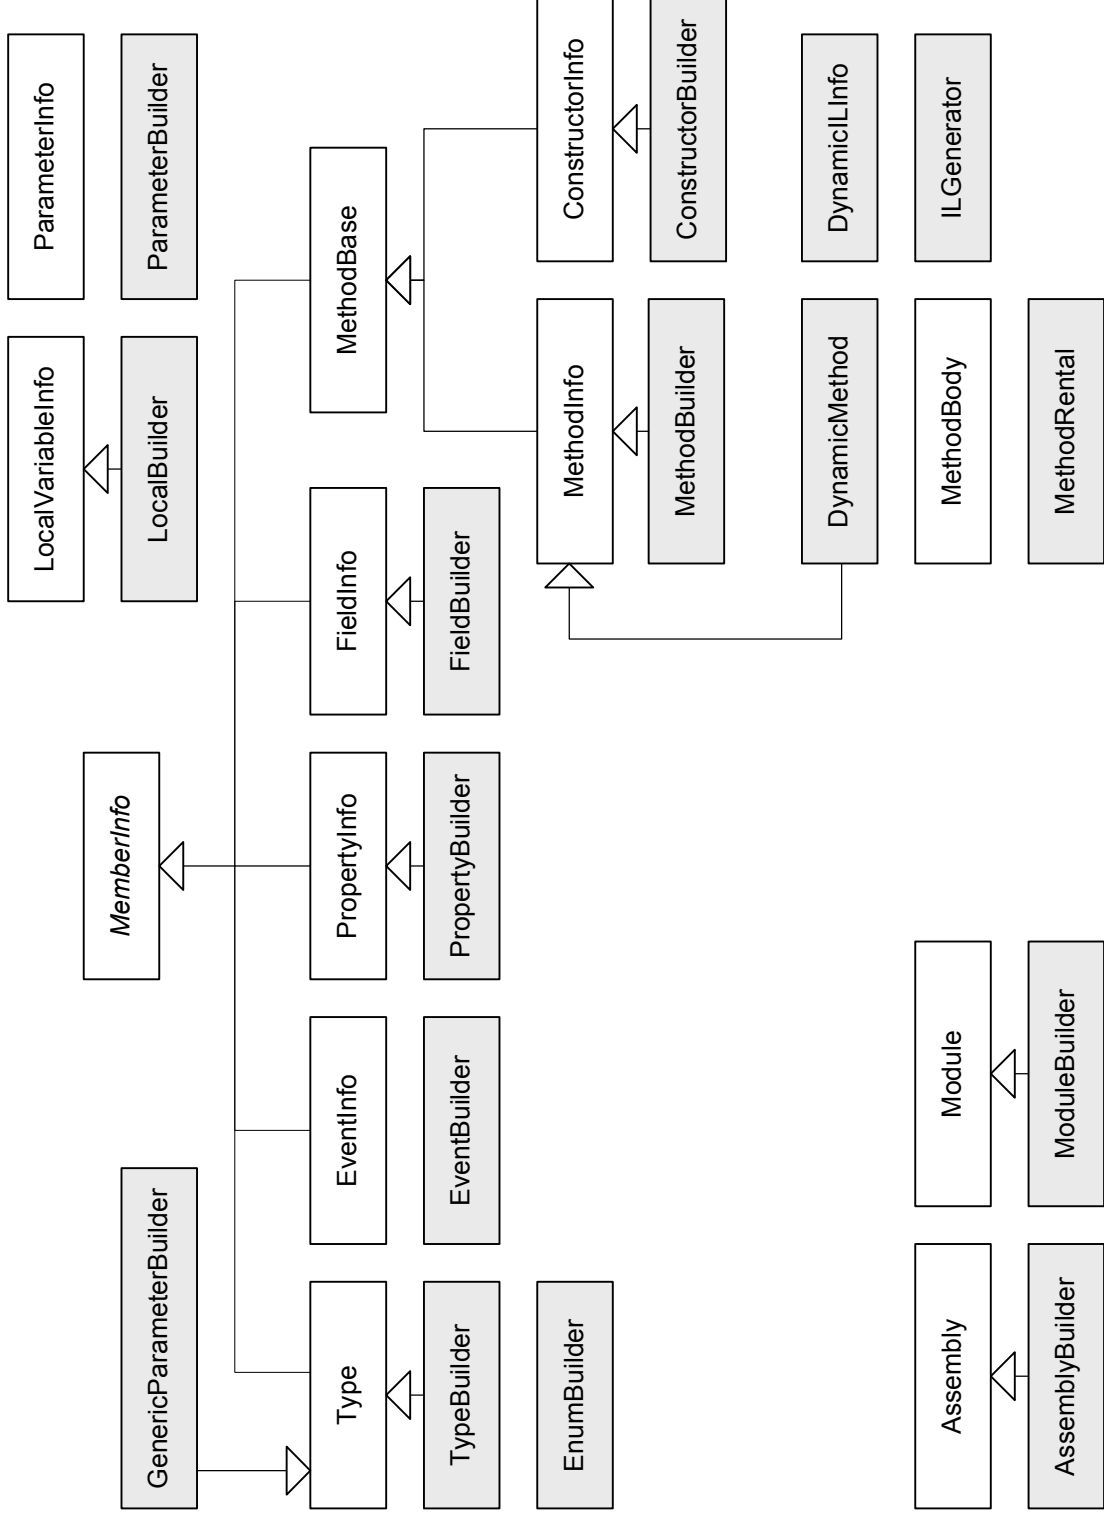 MemberInfo
LocalVariableInfo
ParameterInfo
GenericParameterBuilder
LocalBuilder
ParameterBuilder
Type
EventInfo
PropertyInfo
FieldInfo
MethodBase
TypeBuilder
EventBuilder
PropertyBuilder
FieldBuilder
EnumBuilder
MethodInfo
ConstructorInfo
MethodBuilder
ConstructorBuilder
DynamicMethod
DynamicILInfo
Assembly
Module
MethodBody
ILGenerator
AssemblyBuilder
ModuleBuilder
MethodRental